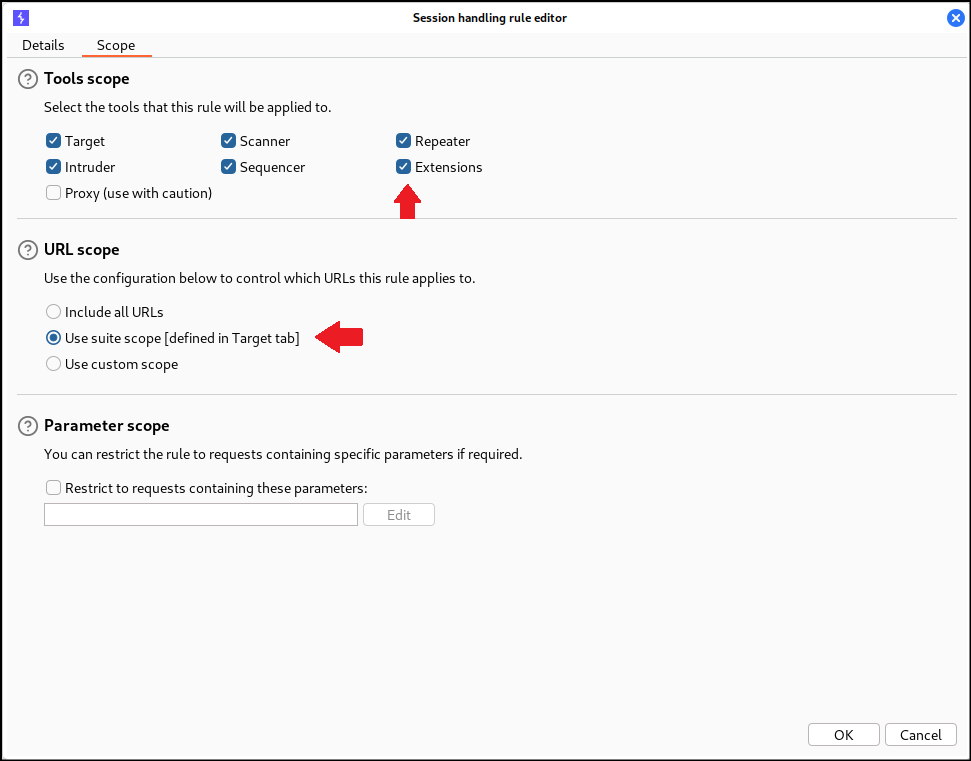 Session handling rule editor
Details Scope
? Tools scope
Select the tools that this rule will be applied to.
Target Scanner Repeater
Intruder Sequencer Extensions
Proxy (use with caution)
? URL scope
Use the configuration below to control which URLs this rule applies to.
Include all URLs
Use suite scope [defined in Target tab]
Use custom scope
? Parameter scope
You can restrict the rule to requests containing specific parameters if required.
Restrict to requests containing these parameters:
Edit
OK Cancel